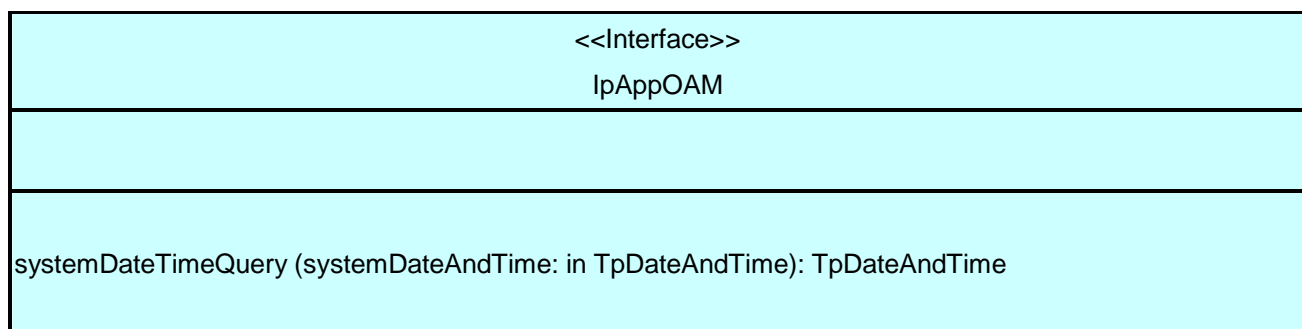 <<Interface>>
IpAppOAM
systemDateTimeQuery (systemDateAndTime: in TpDateAndTime): TpDateAndTime